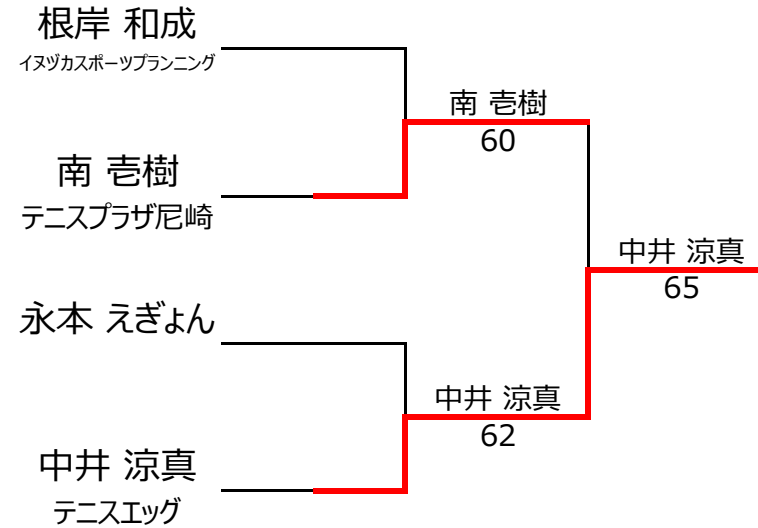 根岸 和成
イヌヅカスポーツプランニング
南 壱樹
60
南 壱樹
テニスプラザ尼崎
中井 涼真
65
永本 えぎょん
中井 涼真
62
中井 涼真
テニスエッグ